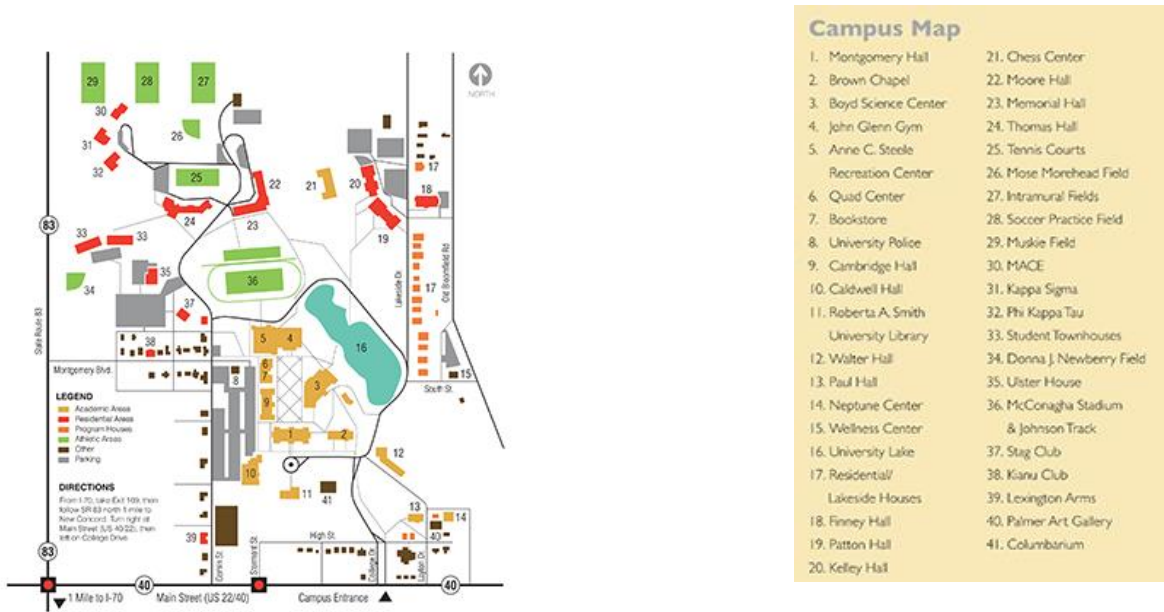 29
28
27
NORTH
30
26
31
17
32
25
21
20
18
22
24
23
19
83
33
33
35
36
17
34
Lakeside Dr.
Old Bloomfield Rd
37
State Route 83
5
4
16
38
6
Montgomery Blvd.
7
8
3
15
South St.
LEGEND
Academic Areas
Residential Areas
Program Houses
Athletic Areas
Other
Parking
9
1
2
12
10
DIRECTIONS
From I-70, take Exit 169, then
follow SR 83 north 1 mile to
New Concord. Turn right at
Main Street (US 40/22), then
left on College Drive.
11
41
13
14
39
High St.
40
83
Stormont St.
College Dr.
Layton Dr.
40
40
1 Mile to I-70
Main Street (US 22/40)
Campus Entrance
Campus Map
1. Montgomery Hall
2. Brown Chapel
3. Boyd Science Center
4. John Glenn Gym
5. Anne C. Steele
Recreation Center
6. Quad Center
7. Bookstore
8. University Police
9. Cambridge Hall
10. Caldwell Hall
11. Roberta A. Smith
University Library
12. Walter Hall
13. Paul Hall
14. Neptune Center
15. Wellness Center
16. University Lake
17. Residential/
Lakeside Houses
18. Finney Hall
19. Patton Hall
20. Kelley Hall
21. Chess Center
22. Moore Hall
23. Memorial Hall
24. Thomas Hall
25. Tennis Courts
26. Mose Morehead Field
27. Intramural Fields
28. Soccer Practice Field
29. Muskie Field
30. MACE
31. Kappa Sigma
32. Phi Kappa Tau
33. Student Townhouses
34. Donna J. Newberry Field
35. Ulster House
36. McConagha Stadium
& Johnson Track
37. Stag Club
38. Kianu Club
39. Lexington Arms
40. Palmer Art Gallery
41. Columbarium